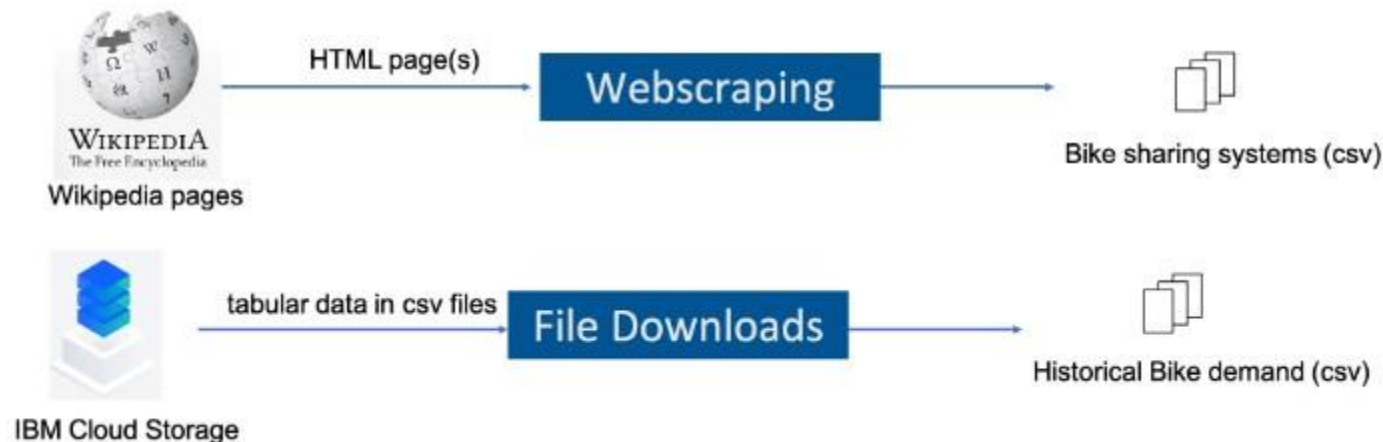 HTML page(s)
Webscraping
WIKIPEDIA
The Free Encyclopedia
Wikipedia pages
Bike sharing systems (csv)
tabular data in csv files
File Downloads
Historical Bike demand (csv)
IBM Cloud Storage